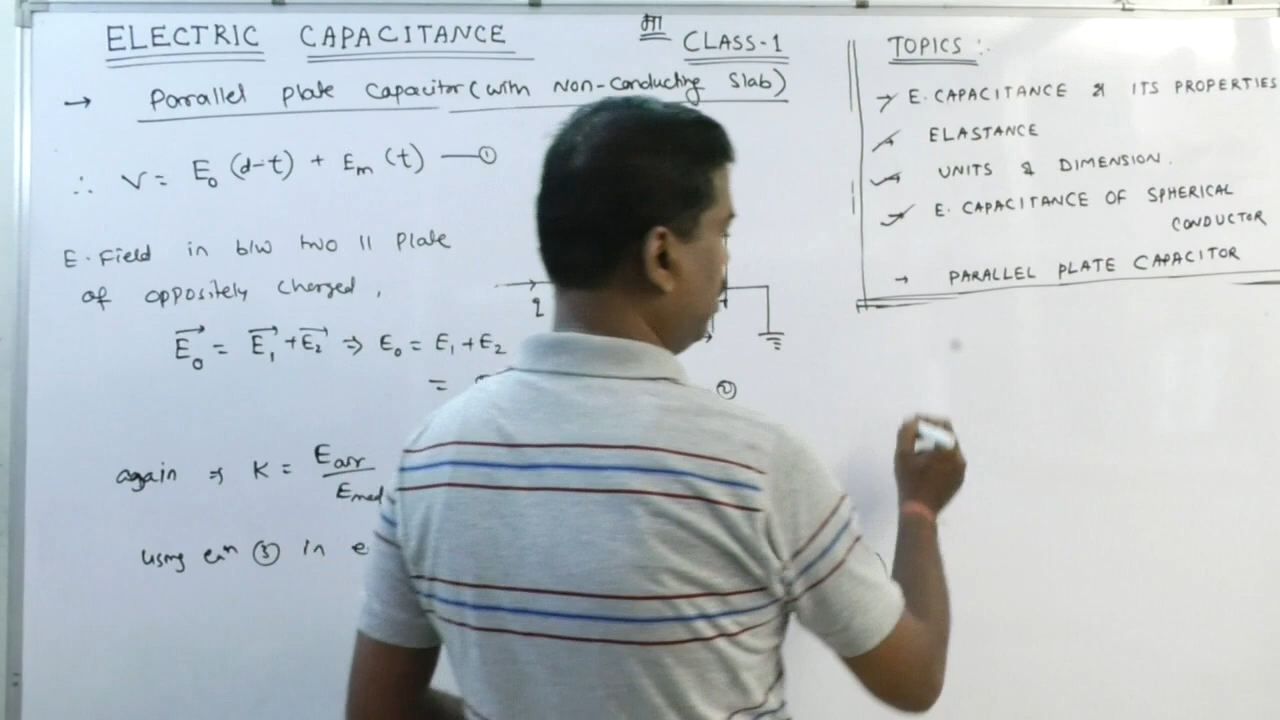 ELECTRIC CAPACITANCE
मा
CLASS-1
→ Parallel plate capacitor (with Non-conducting Slab)
∴ V = E₀ (d-t) + Eₘ (t) —①
E. Field in b/w two || Plate
of oppositely charged,
q
E₀⃗ = E₁⃗ + E₂⃗ ⇒ E₀ = E₁ + E₂
=
②
again ⇒ K = Eair / Emed
using eqⁿ ③ in e
TOPICS :-
→ E. CAPACITANCE & ITS PROPERTIES
ELASTANCE
UNITS & DIMENSION.
E. CAPACITANCE OF SPHERICAL
CONDUCTOR
→ PARALLEL PLATE CAPACITOR